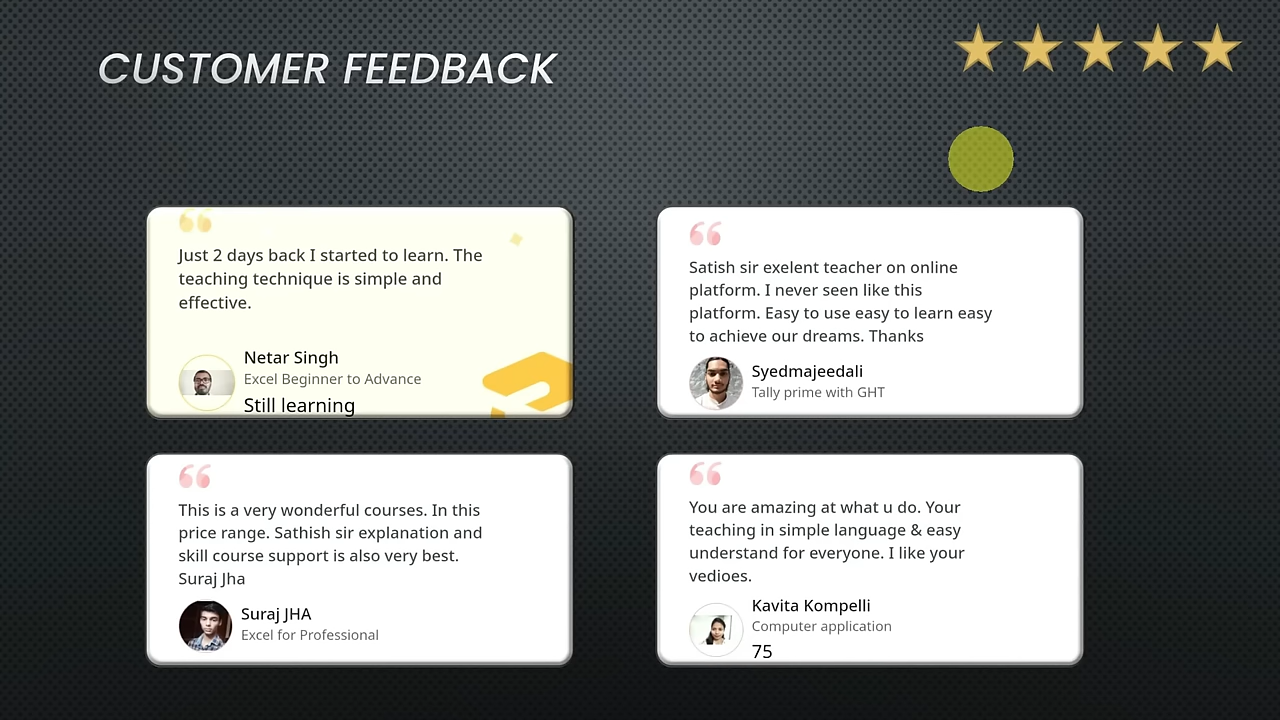 CUSTOMER FEEDBACK
Just 2 days back I started to learn. The
teaching technique is simple and
effective.
Netar Singh
Excel Beginner to Advance
Still learning
Satish sir exelent teacher on online
platform. I never seen like this
platform. Easy to use easy to learn easy
to achieve our dreams. Thanks
Syedmajeedali
Tally prime with GHT
This is a very wonderful courses. In this
price range. Sathish sir explanation and
skill course support is also very best.
Suraj Jha
Suraj JHA
Excel for Professional
You are amazing at what u do. Your
teaching in simple language & easy
understand for everyone. I like your
vedioes.
Kavita Kompelli
Computer application
75